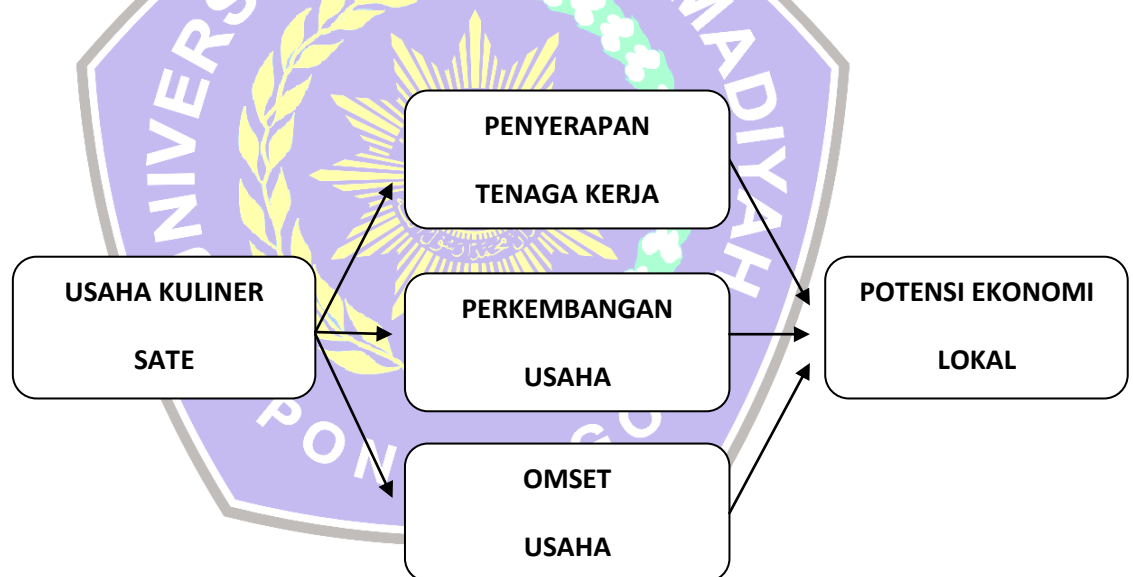 PENYERAPAN
TENAGA KERJA
USAHA KULINER
SATE
PERKEMBANGAN
USAHA
POTENSI EKONOMI
LOKAL
OMSET
USAHA